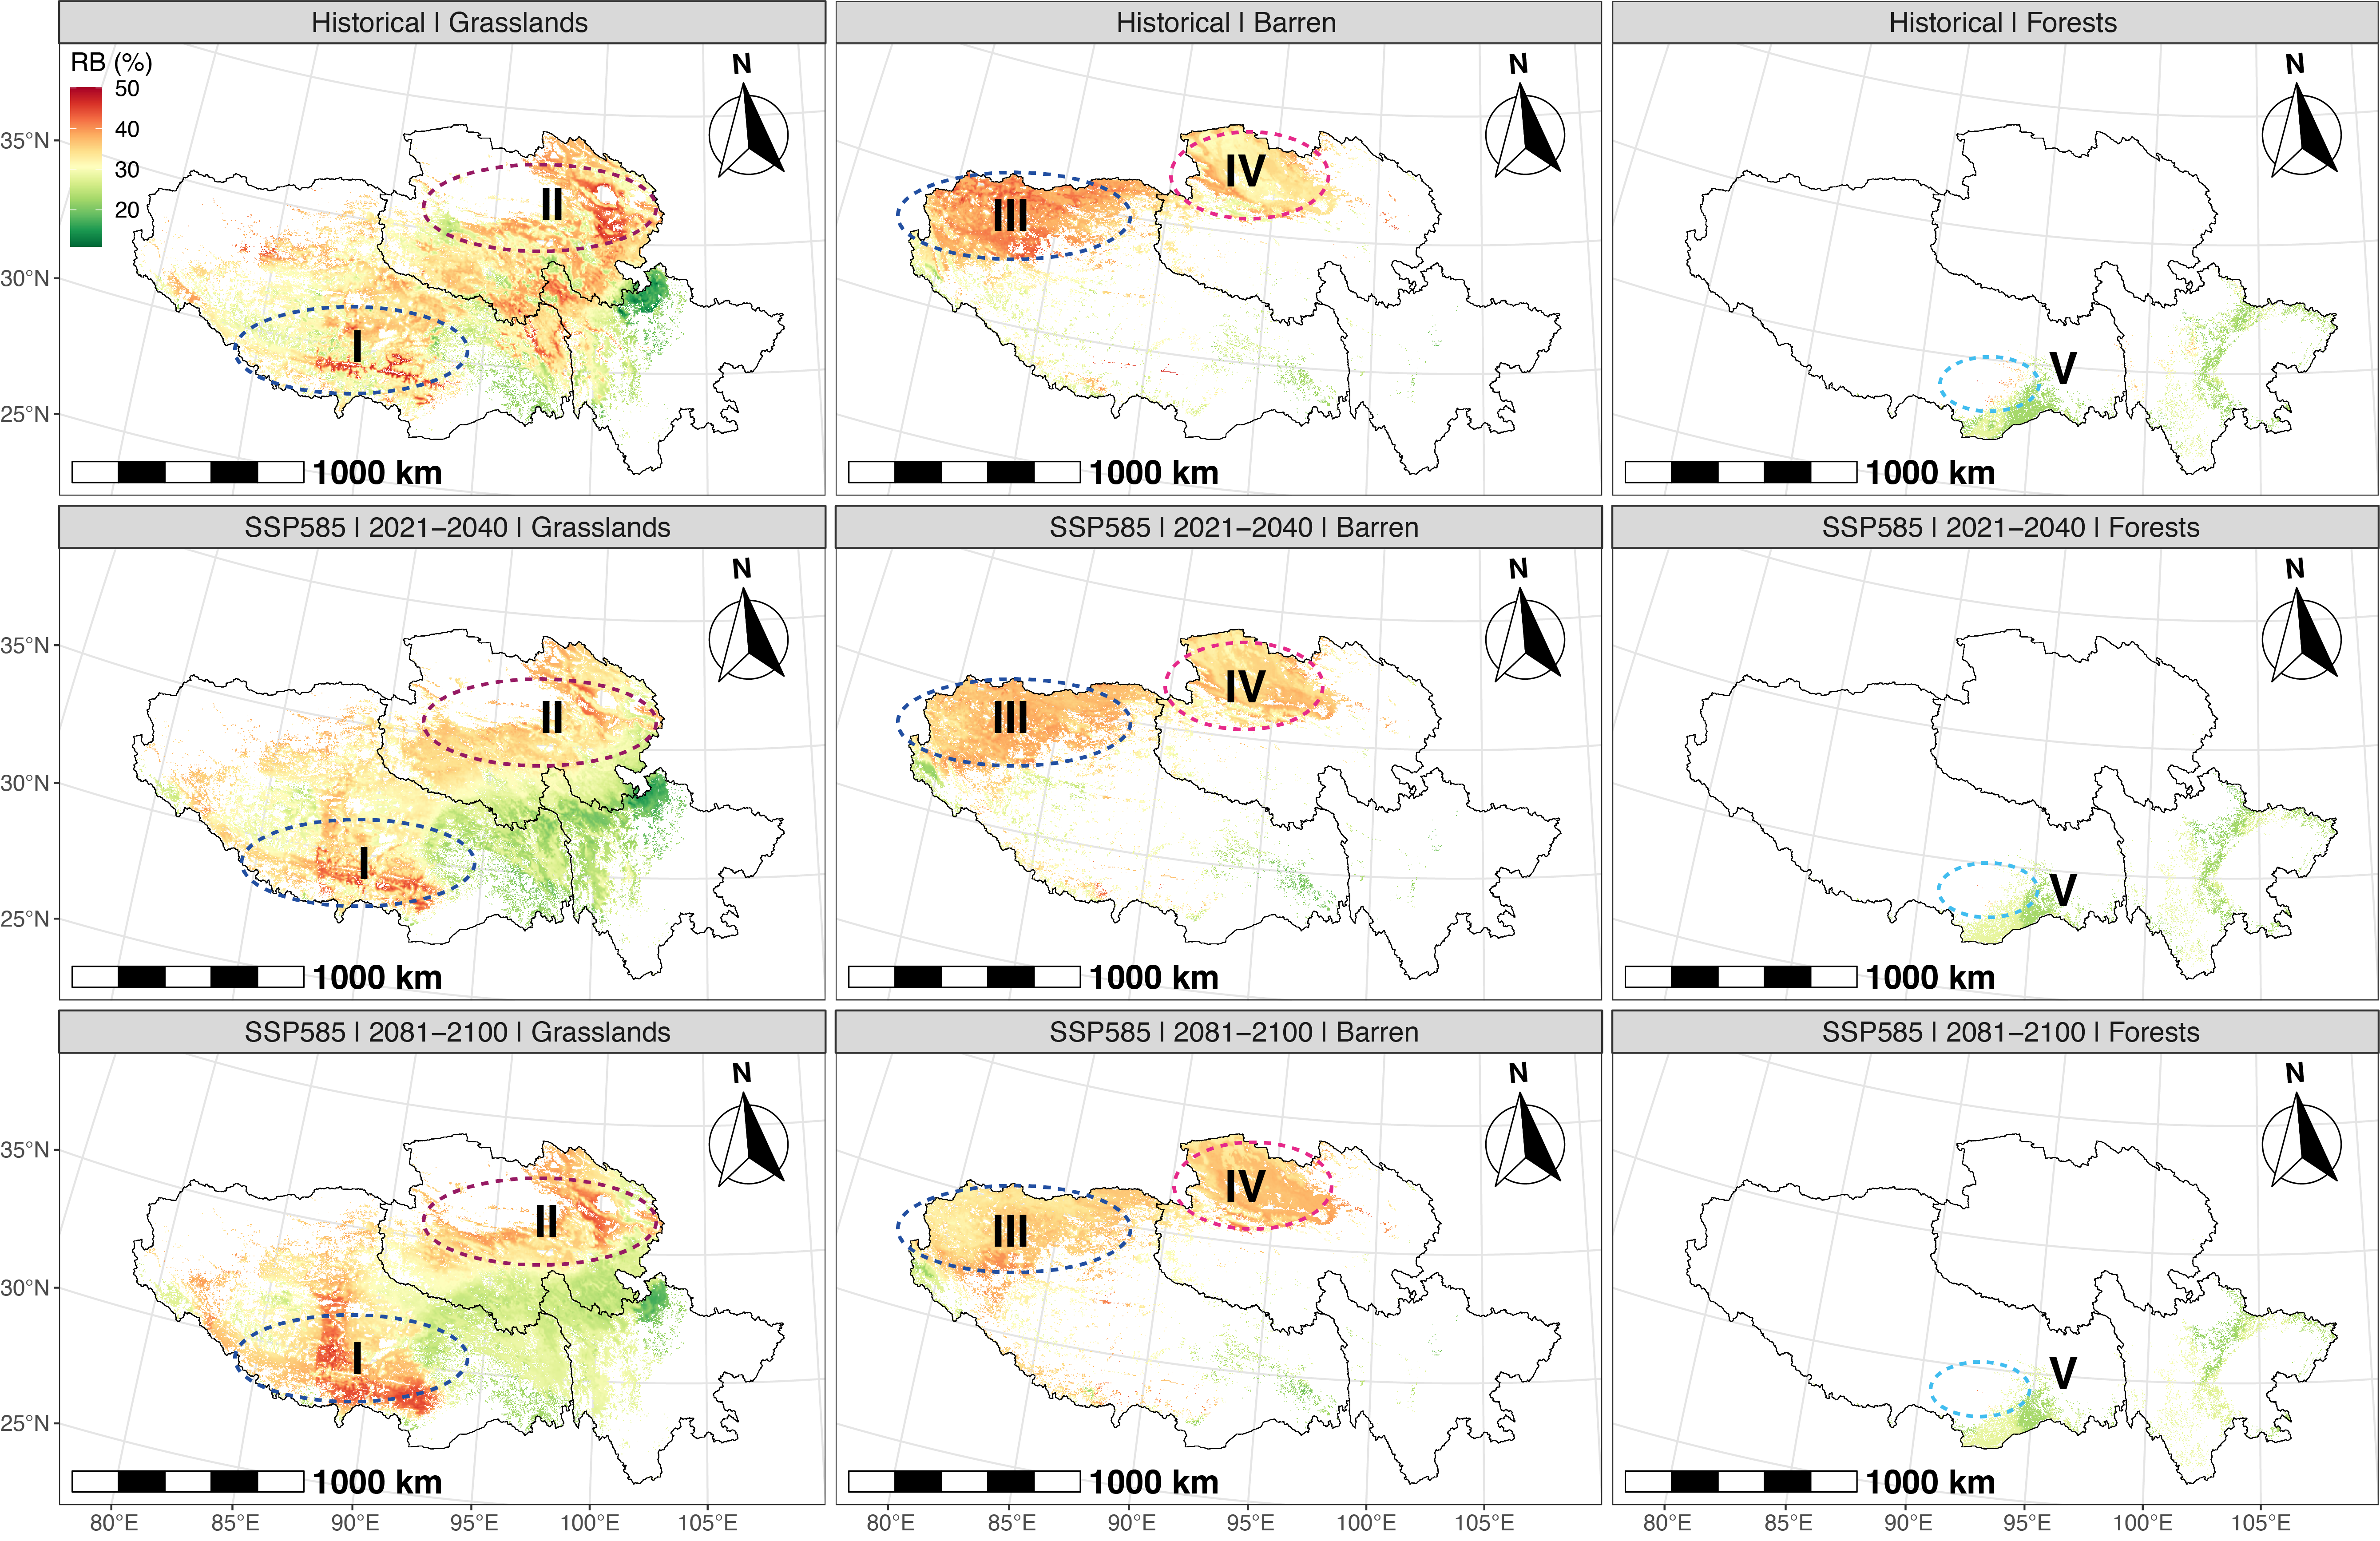 Historical | Grasslands
Historical | Barren
Historical | Forests
RB (%)
50
40
30
20
N
N
N
35°N
30°N
25°N
I
II
III
IV
V
1000 km
1000 km
1000 km
SSP585 | 2021–2040 | Grasslands
SSP585 | 2021–2040 | Barren
SSP585 | 2021–2040 | Forests
N
N
N
35°N
30°N
25°N
I
II
III
IV
V
1000 km
1000 km
1000 km
SSP585 | 2081–2100 | Grasslands
SSP585 | 2081–2100 | Barren
SSP585 | 2081–2100 | Forests
N
N
N
35°N
30°N
25°N
I
II
III
IV
V
1000 km
1000 km
1000 km
80°E 85°E 90°E 95°E 100°E 105°E
80°E 85°E 90°E 95°E 100°E 105°E
80°E 85°E 90°E 95°E 100°E 105°E